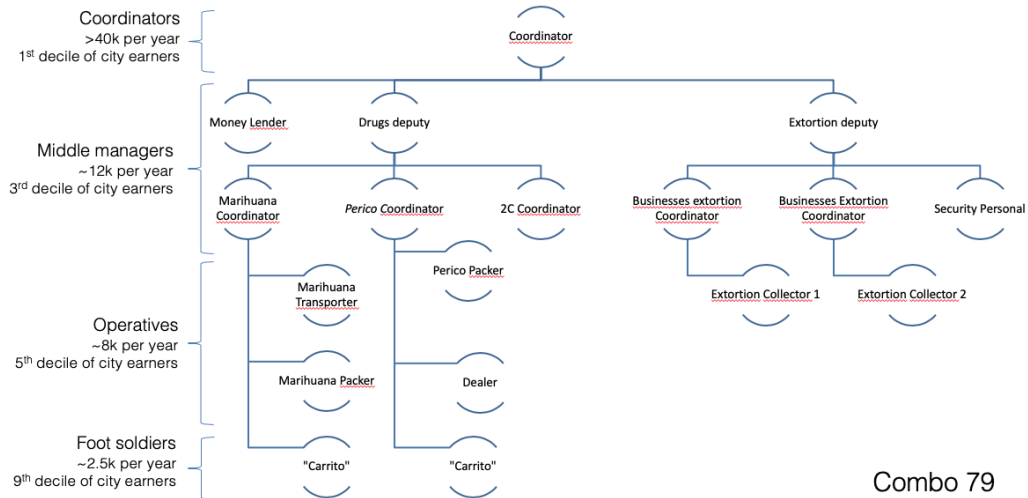 Coordinators
>40k per year
1st decile of city earners
Coordinator
Middle managers
~12k per year
3rd decile of city earners
Money Lender
Drugs deputy
Extortion deputy
Marihuana
Coordinator
Perico Coordinator
2C Coordinator
Businesses extortion
Coordinator
Businesses Extortion
Coordinator
Security Personal
Operatives
~8k per year
5th decile of city earners
Perico Packer
Marihuana
Transporter
Extortion Collector 1
Extortion Collector 2
Marihuana Packer
Dealer
Foot soldiers
~2.5k per year
9th decile of city earners
"Carrito"
"Carrito"
Combo 79